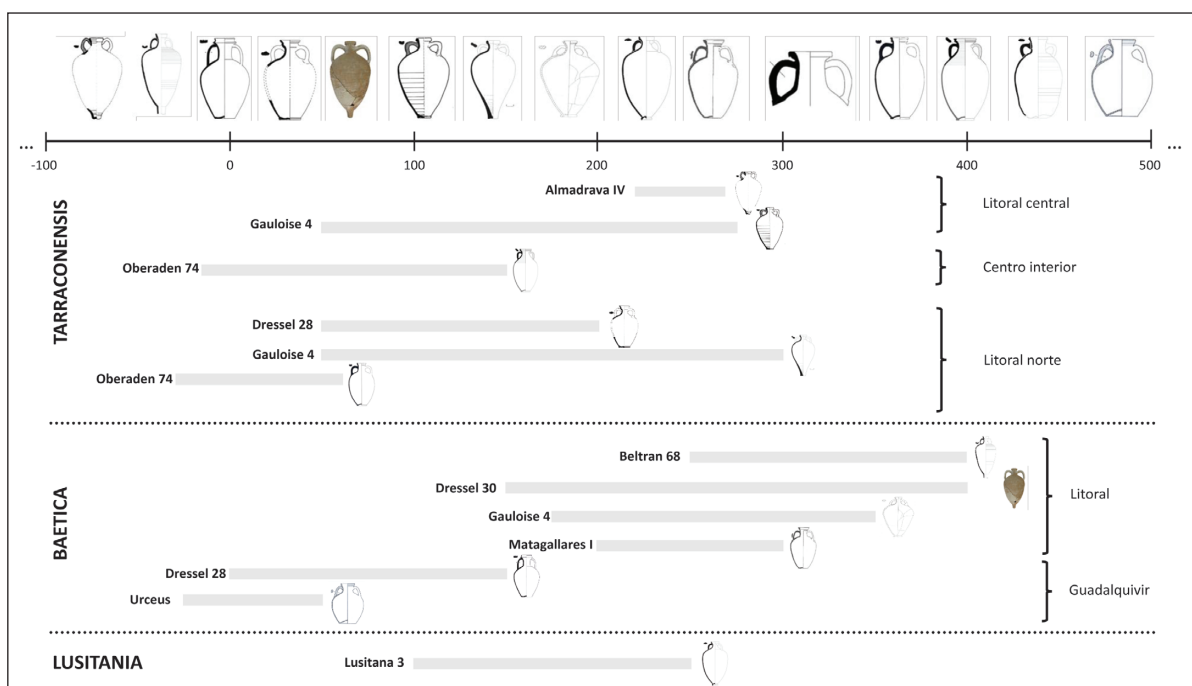 ... ...
-100 0 100 200 300 400 500
TARRACONENSIS
Almadrava IV
Litoral central
Gauloise 4
Oberaden 74
Centro interior
Dressel 28
Gauloise 4
Litoral norte
Oberaden 74
BAETICA
Beltran 68
Dressel 30
Litoral
Gauloise 4
Matagallares I
Dressel 28
Guadalquivir
Urceus
LUSITANIA
Lusitana 3